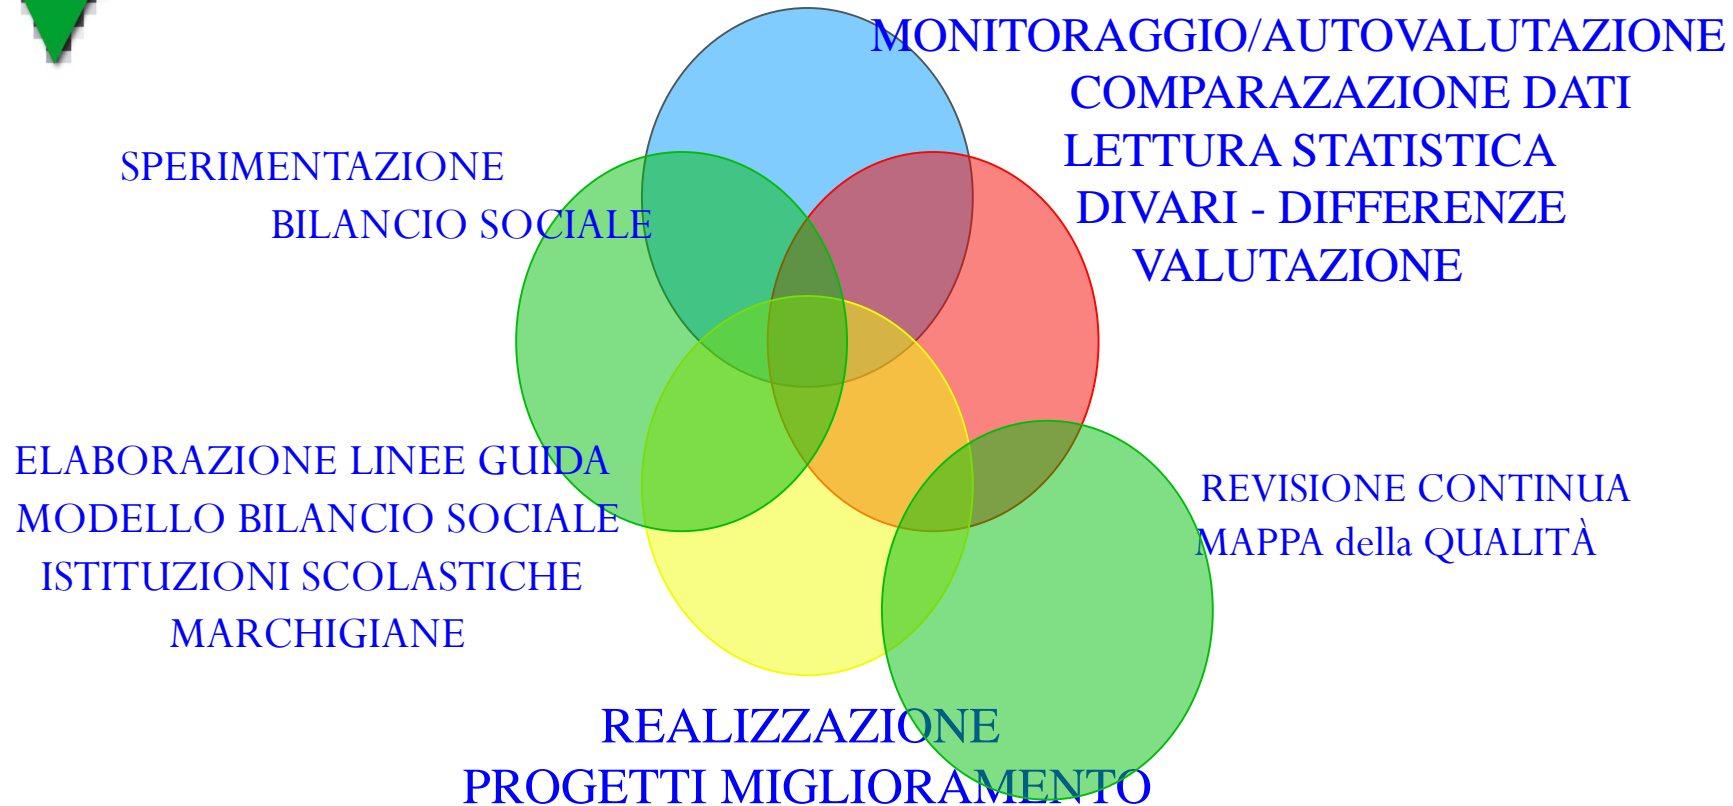 MONITORAGGIO/AUTOVALUTAZIONE
COMPARAZAZIONE DATI
LETTURA STATISTICA
DIVARI - DIFFERENZE
VALUTAZIONE
SPERIMENTAZIONE
BILANCIO SOCIALE
ELABORAZIONE LINEE GUIDA
MODELLO BILANCIO SOCIALE
ISTITUZIONI SCOLASTICHE
MARCHIGIANE
REVISIONE CONTINUA
MAPPA della QUALITÀ
REALIZZAZIONE
PROGETTI MIGLIORAMENTO